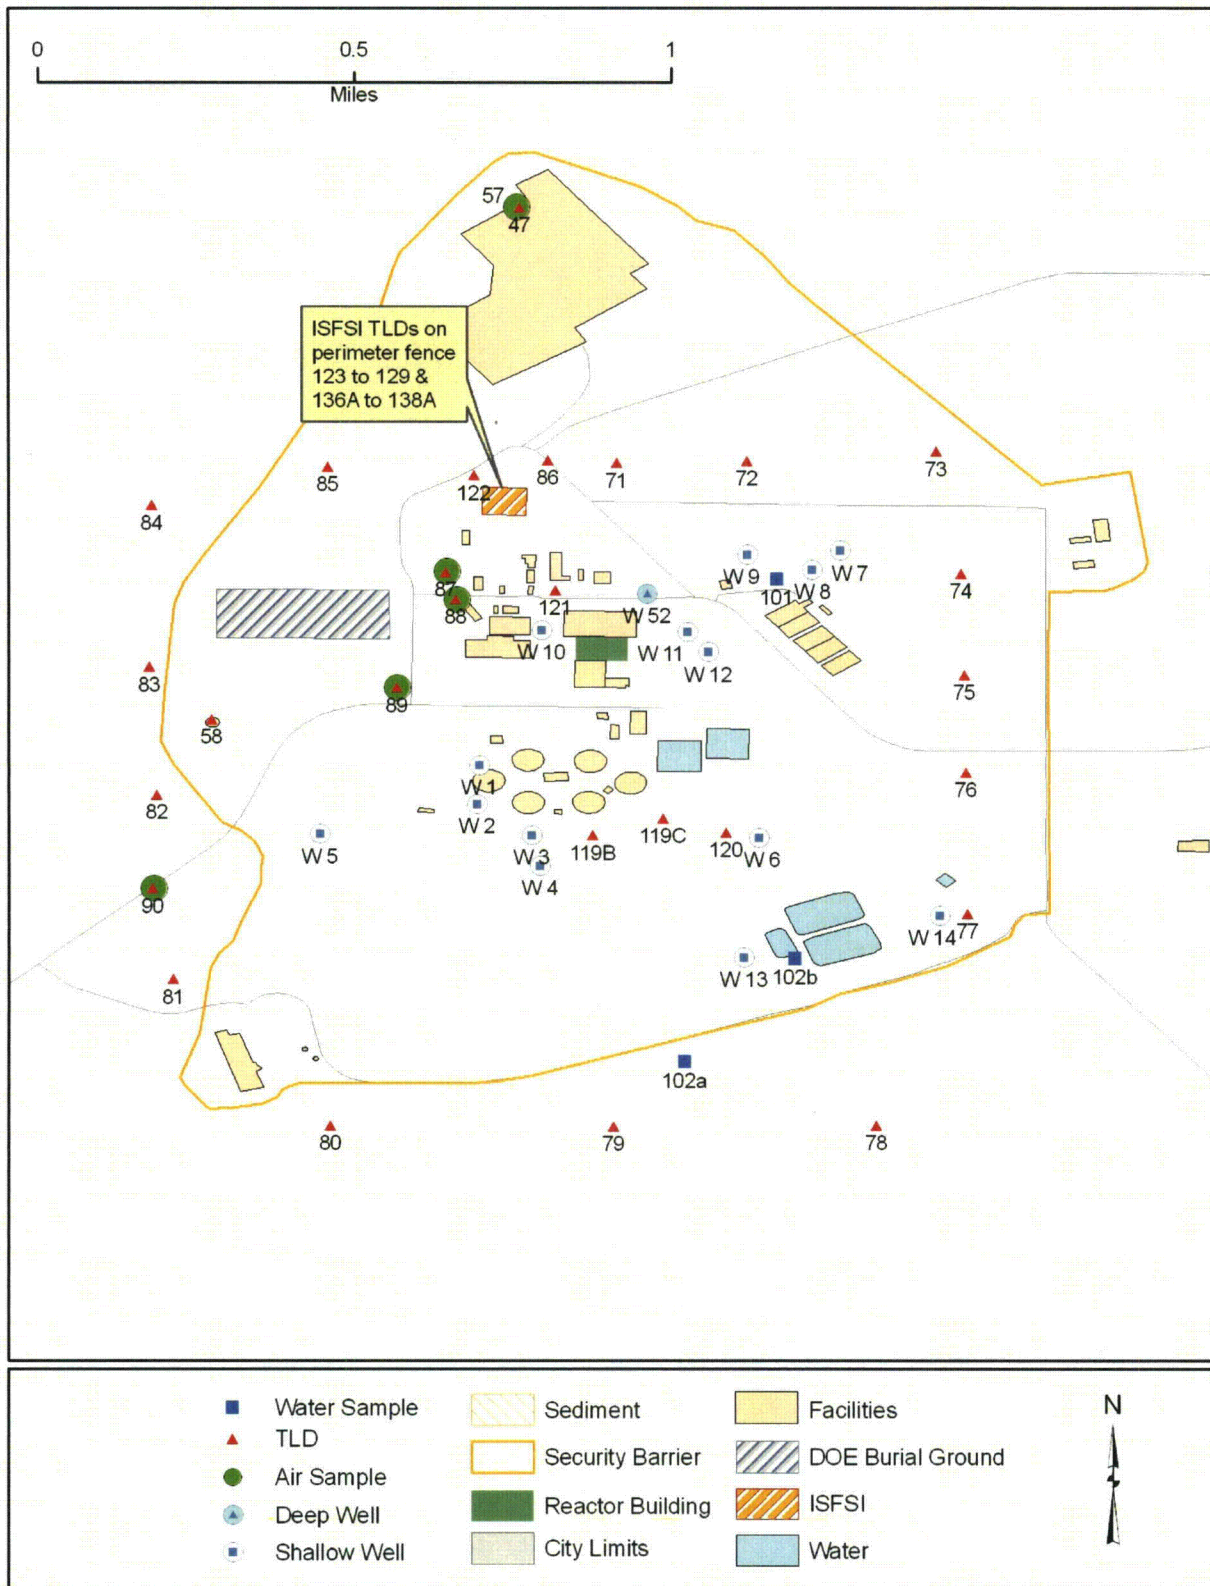 0 0.5 1
Miles
57
47
ISFSI TLDs on
perimeter fence
123 to 129 &
136A to 138A
85
122
86
71
72
73
84
87
88
121
W 52
W 9
101
W 8
W 7
74
W 10
W 11
W 12
83
89
75
58
W 1
76
82
W 2
W 5
W 3
119B
119C
120
W 6
W 4
90
W 14
77
W 13
102b
81
102a
80
79
78
Water Sample
TLD
Air Sample
Deep Well
Shallow Well
Sediment
Security Barrier
Reactor Building
City Limits
Facilities
DOE Burial Ground
ISFSI
Water
N